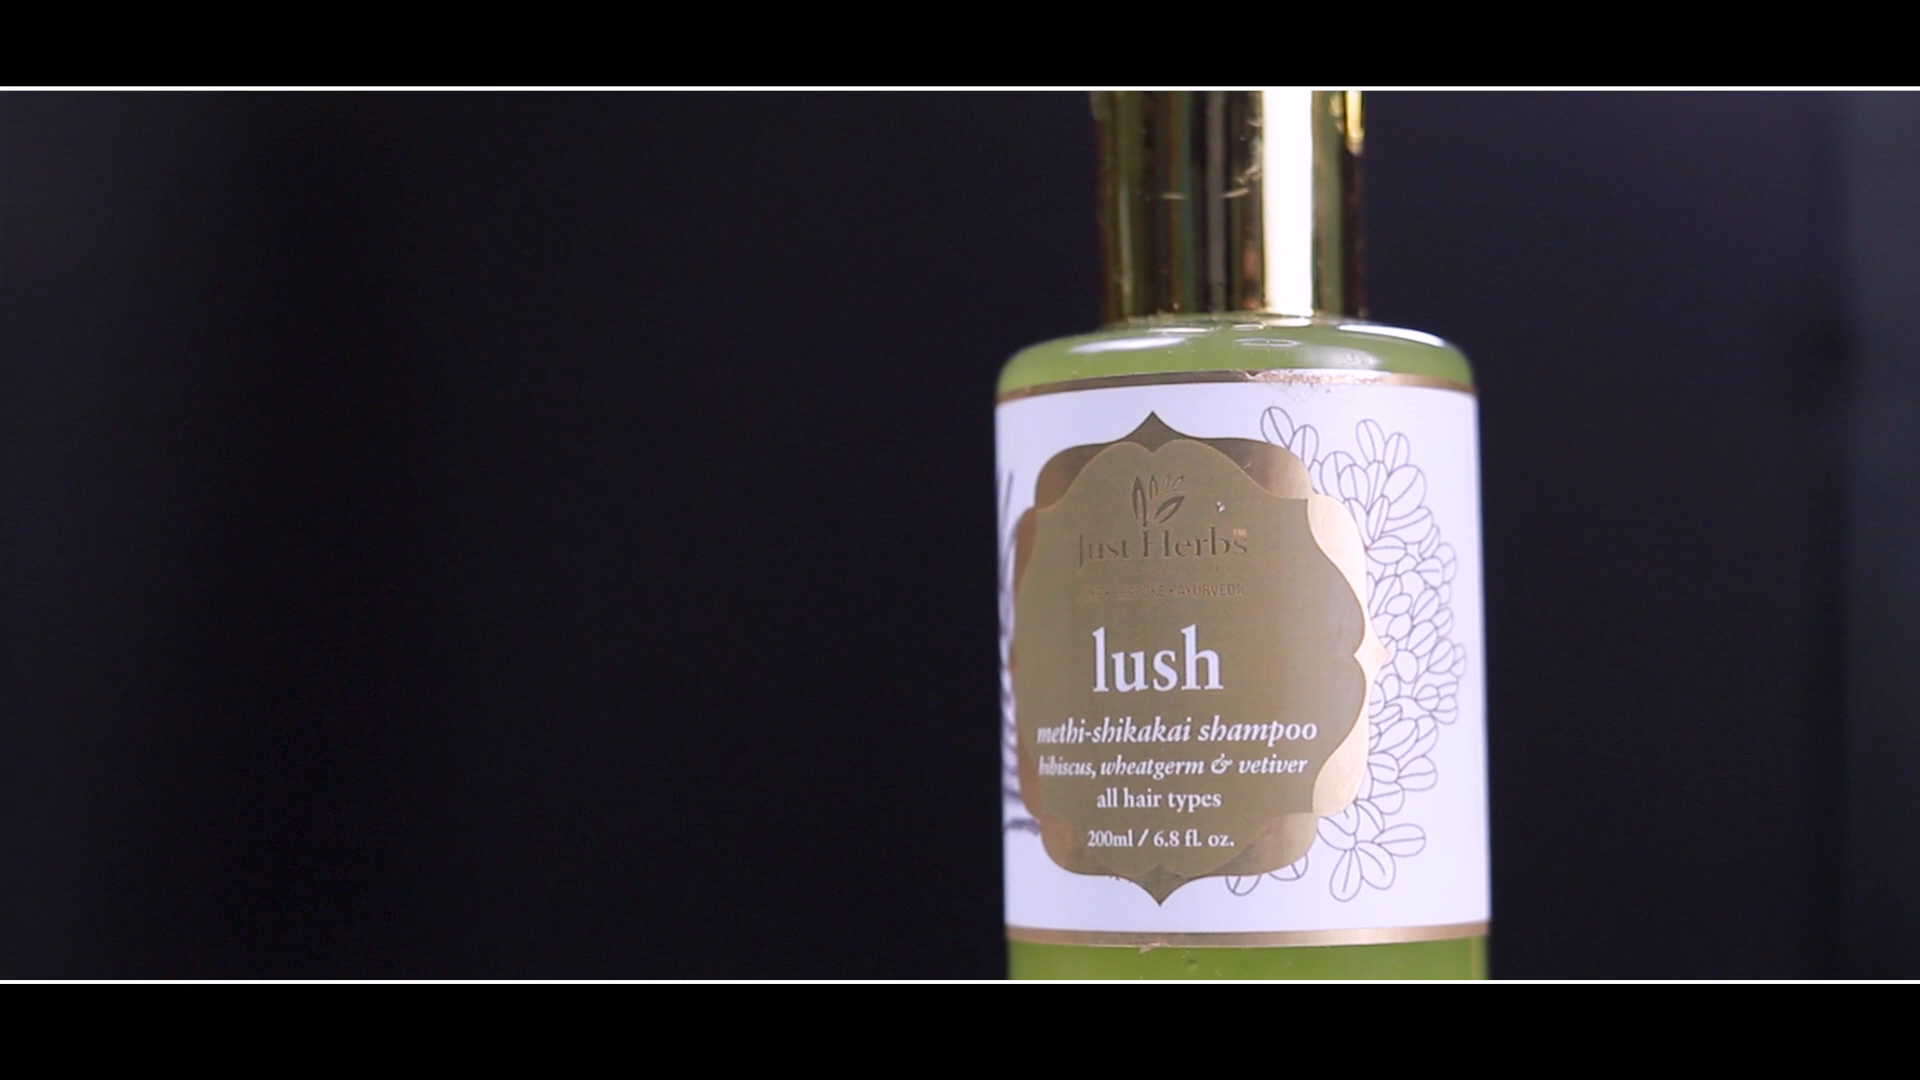 Just Herbs
lush
methi-shikakai shampoo
hibiscus, wheatgerm & vetiver
all hair types
200ml / 6.8 fl. oz.